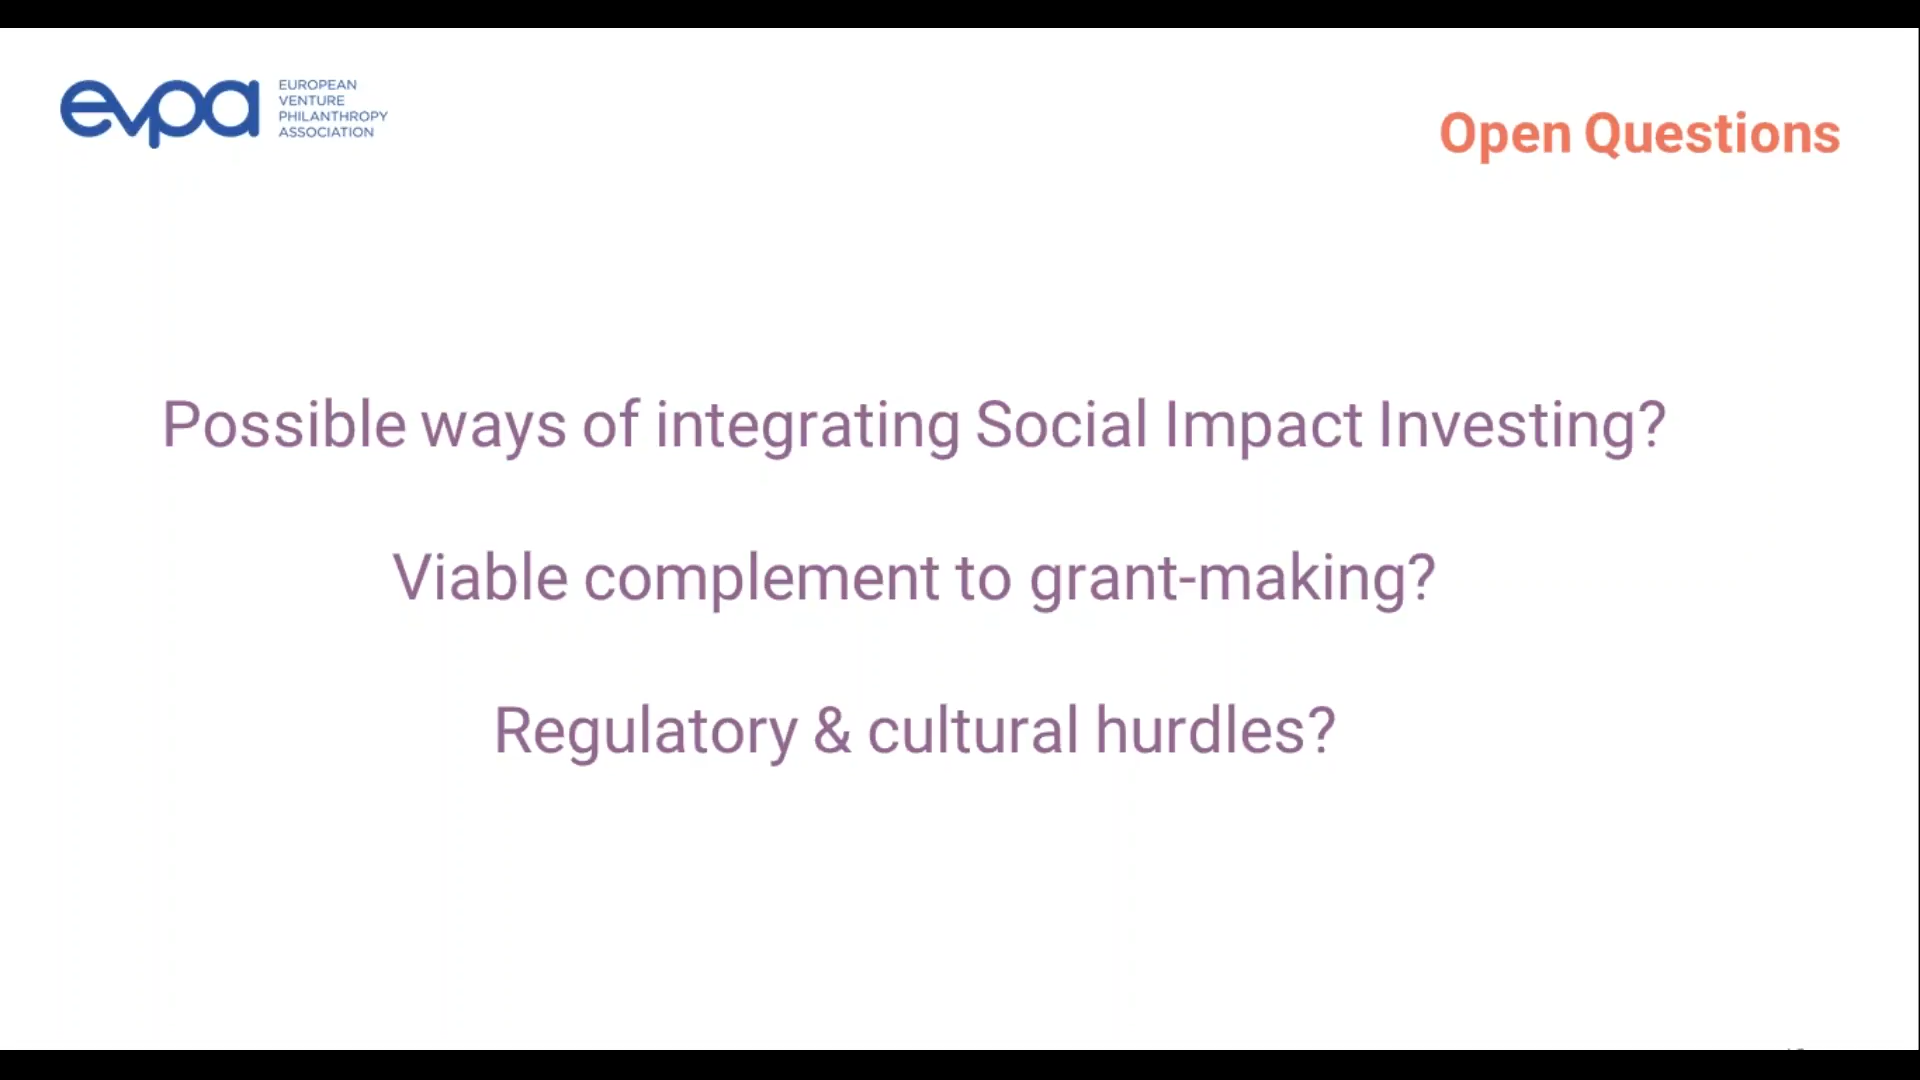 evpa
EUROPEAN
VENTURE
PHILANTHROPY
ASSOCIATION
Open Questions
Possible ways of integrating Social Impact Investing?
Viable complement to grant-making?
Regulatory & cultural hurdles?